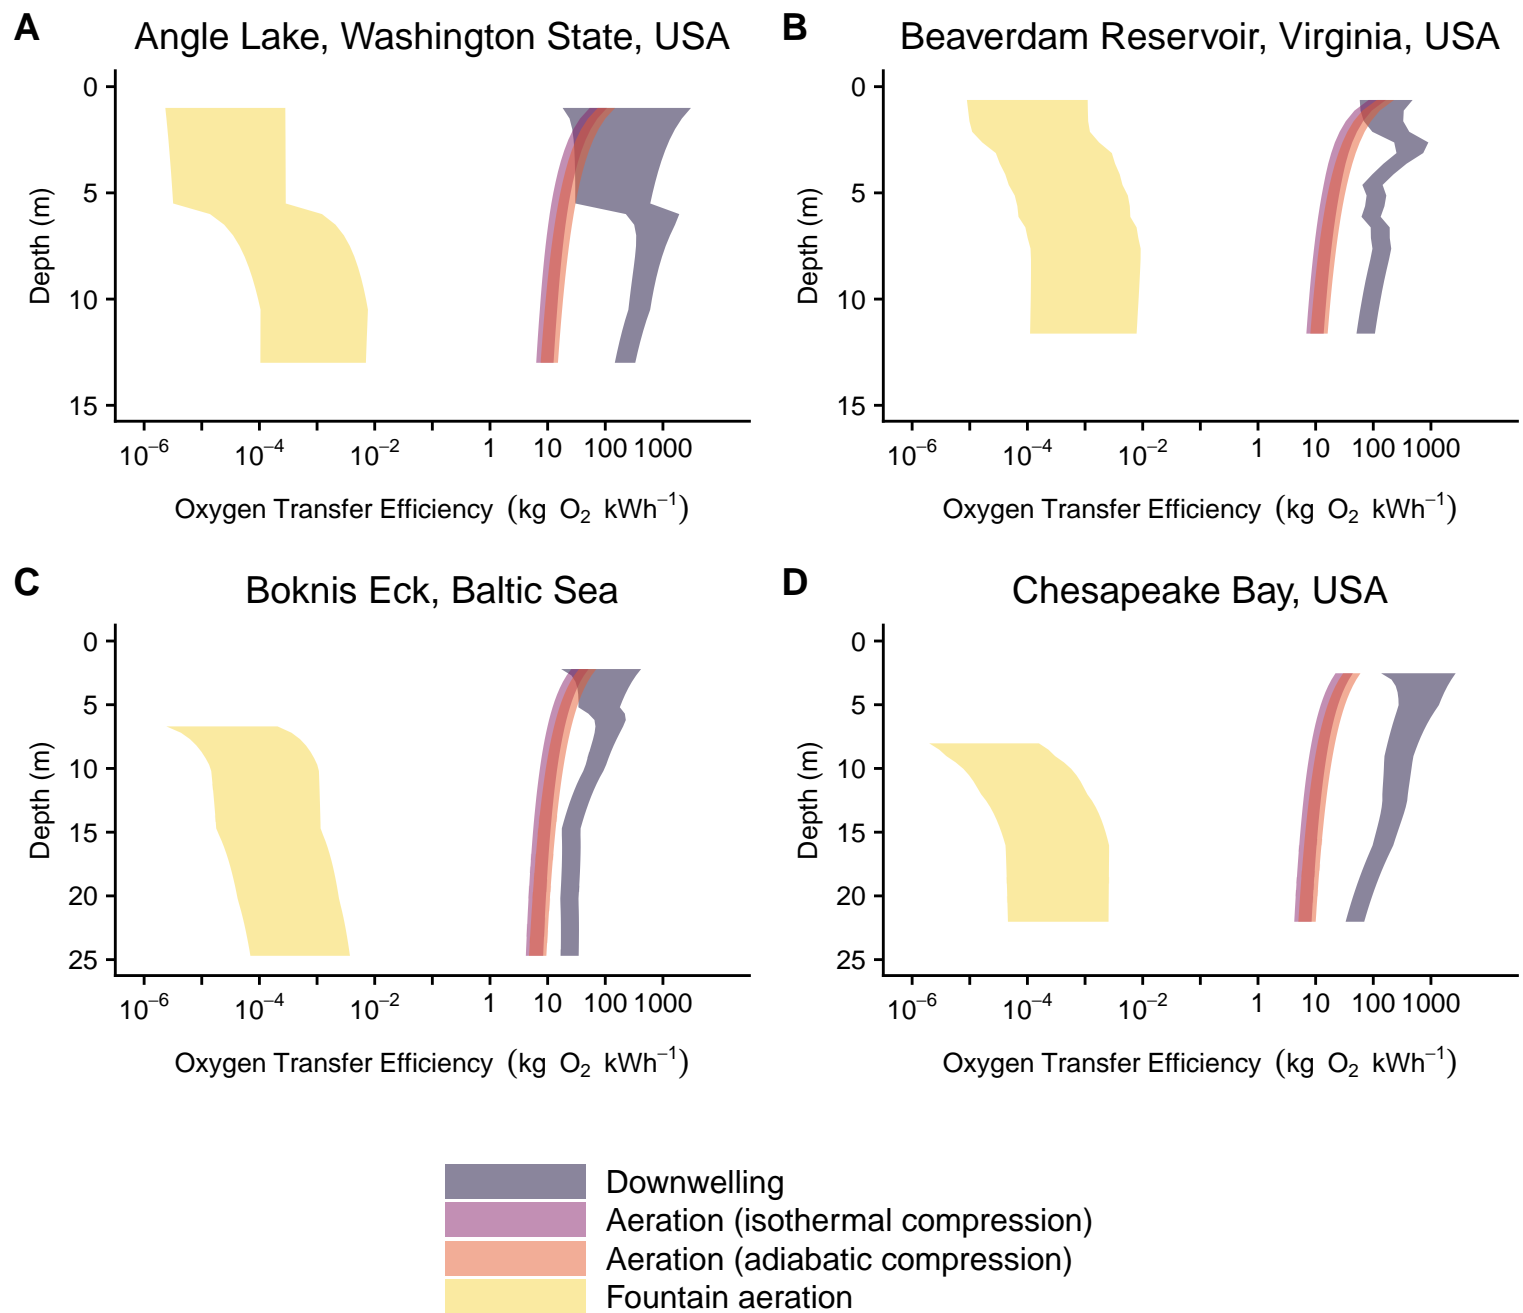 A Angle Lake, Washington State, USA
0
5
10
15
Depth (m)
10⁻⁶ 10⁻⁴ 10⁻² 1 10 100 1000
Oxygen Transfer Efficiency (kg O₂ kWh⁻¹)
B Beaverdam Reservoir, Virginia, USA
0
5
10
15
Depth (m)
10⁻⁶ 10⁻⁴ 10⁻² 1 10 100 1000
Oxygen Transfer Efficiency (kg O₂ kWh⁻¹)
C Boknis Eck, Baltic Sea
0
5
10
15
20
25
Depth (m)
10⁻⁶ 10⁻⁴ 10⁻² 1 10 100 1000
Oxygen Transfer Efficiency (kg O₂ kWh⁻¹)
D Chesapeake Bay, USA
0
5
10
15
20
25
Depth (m)
10⁻⁶ 10⁻⁴ 10⁻² 1 10 100 1000
Oxygen Transfer Efficiency (kg O₂ kWh⁻¹)
Downwelling
Aeration (isothermal compression)
Aeration (adiabatic compression)
Fountain aeration